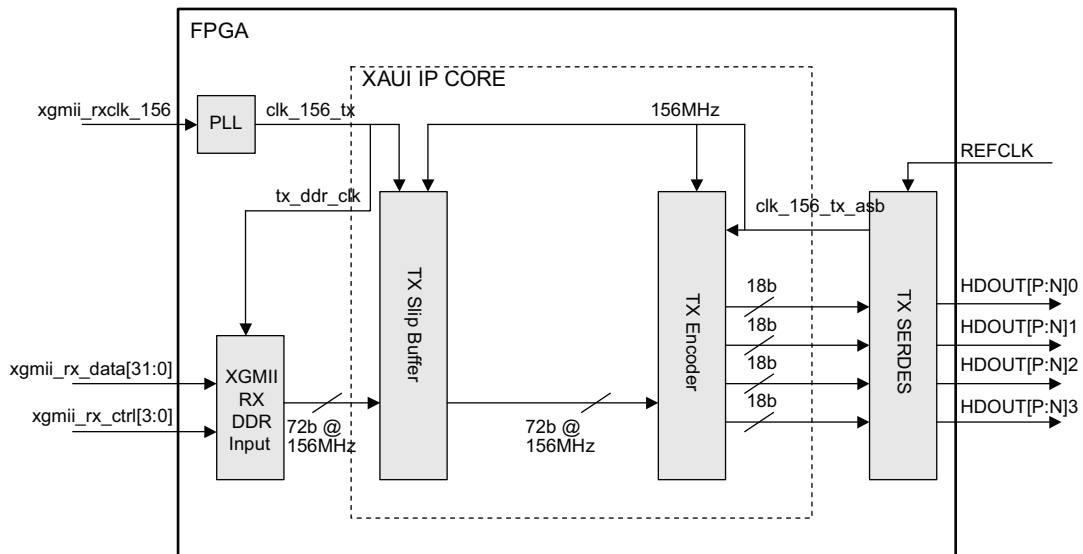 FPGA
XAUI IP CORE
xgmii_rxclk_156
PLL
clk_156_tx
156MHz
REFCLK
tx_ddr_clk
clk_156_tx_asb
TX Slip Buffer
TX Encoder
TX SERDES
18b
18b
18b
18b
HDOUT[P:N]0
HDOUT[P:N]1
HDOUT[P:N]2
HDOUT[P:N]3
xgmii_rx_data[31:0]
xgmii_rx_ctrl[3:0]
XGMII
RX
DDR
Input
72b @
156MHz
72b @
156MHz